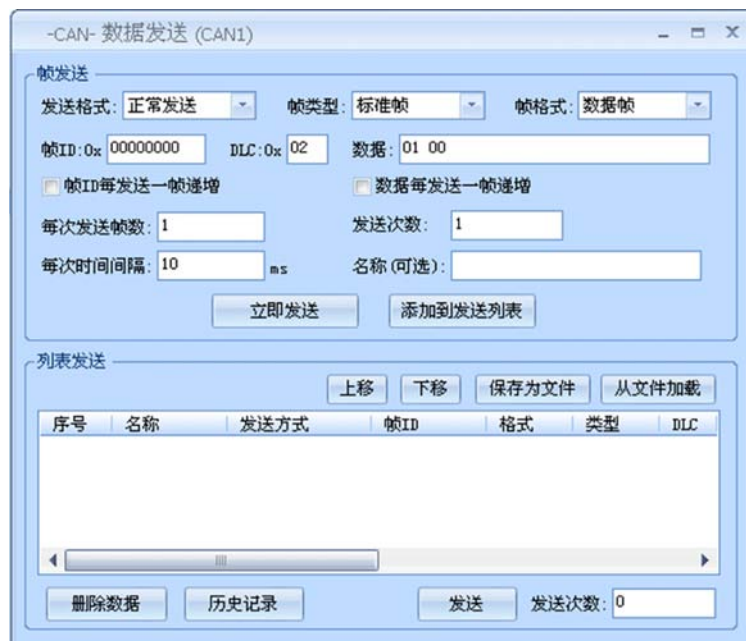 -CAN- 数据发送 (CAN1)
帧发送
发送格式: 正常发送 帧类型: 标准帧 帧格式: 数据帧
帧ID:0x 00000000 DLC:0x 02 数据: 01 00
帧ID每发送一帧递增 数据每发送一帧递增
每次发送帧数: 1 发送次数: 1
每次时间间隔: 10 ms 名称(可选):
立即发送 添加到发送列表
列表发送
上移 下移 保存为文件 从文件加载
序号 名称 发送方式 帧ID 格式 类型 DLC
删除数据 历史记录 发送 发送次数: 0